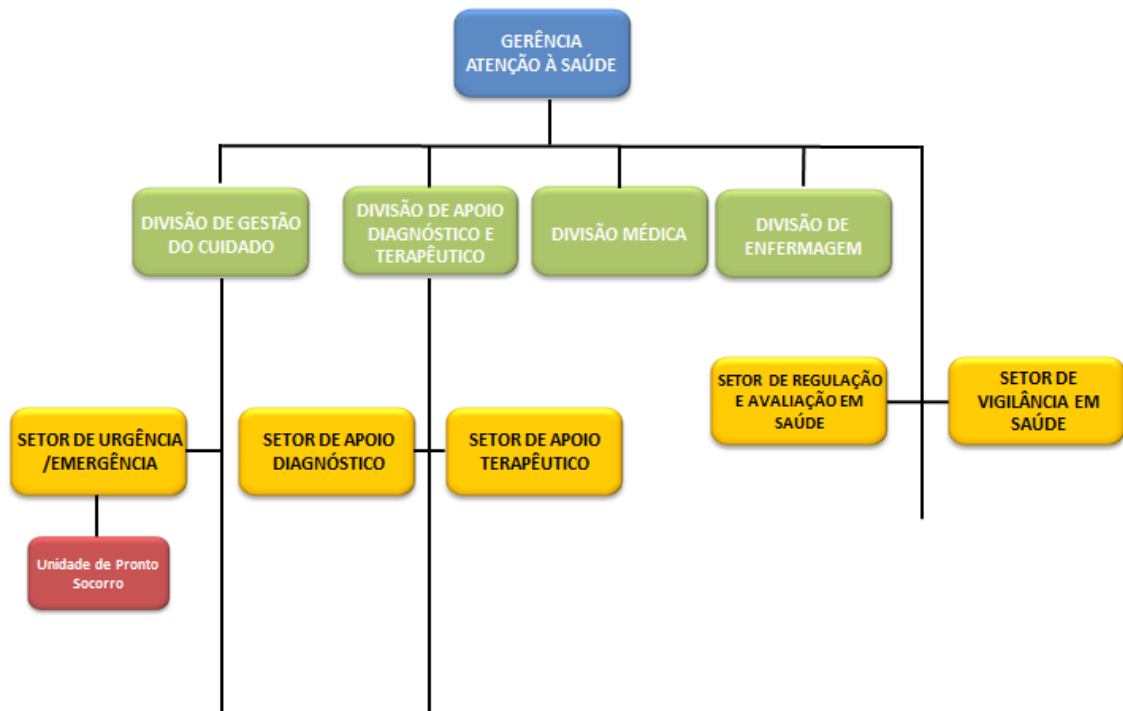 GERÊNCIA
ATENÇÃO À SAÚDE
DIVISÃO DE GESTÃO
DO CUIDADO
DIVISÃO DE APOIO
DIAGNÓSTICO E
TERAPÊUTICO
DIVISÃO MÉDICA
DIVISÃO DE
ENFERMAGEM
SETOR DE REGULAÇÃO
E AVALIAÇÃO EM
SAÚDE
SETOR DE
VIGILÂNCIA EM
SAÚDE
SETOR DE URGÊNCIA
/EMERGÊNCIA
SETOR DE APOIO
DIAGNÓSTICO
SETOR DE APOIO
TERAPÊUTICO
Unidade de Pronto
Socorro